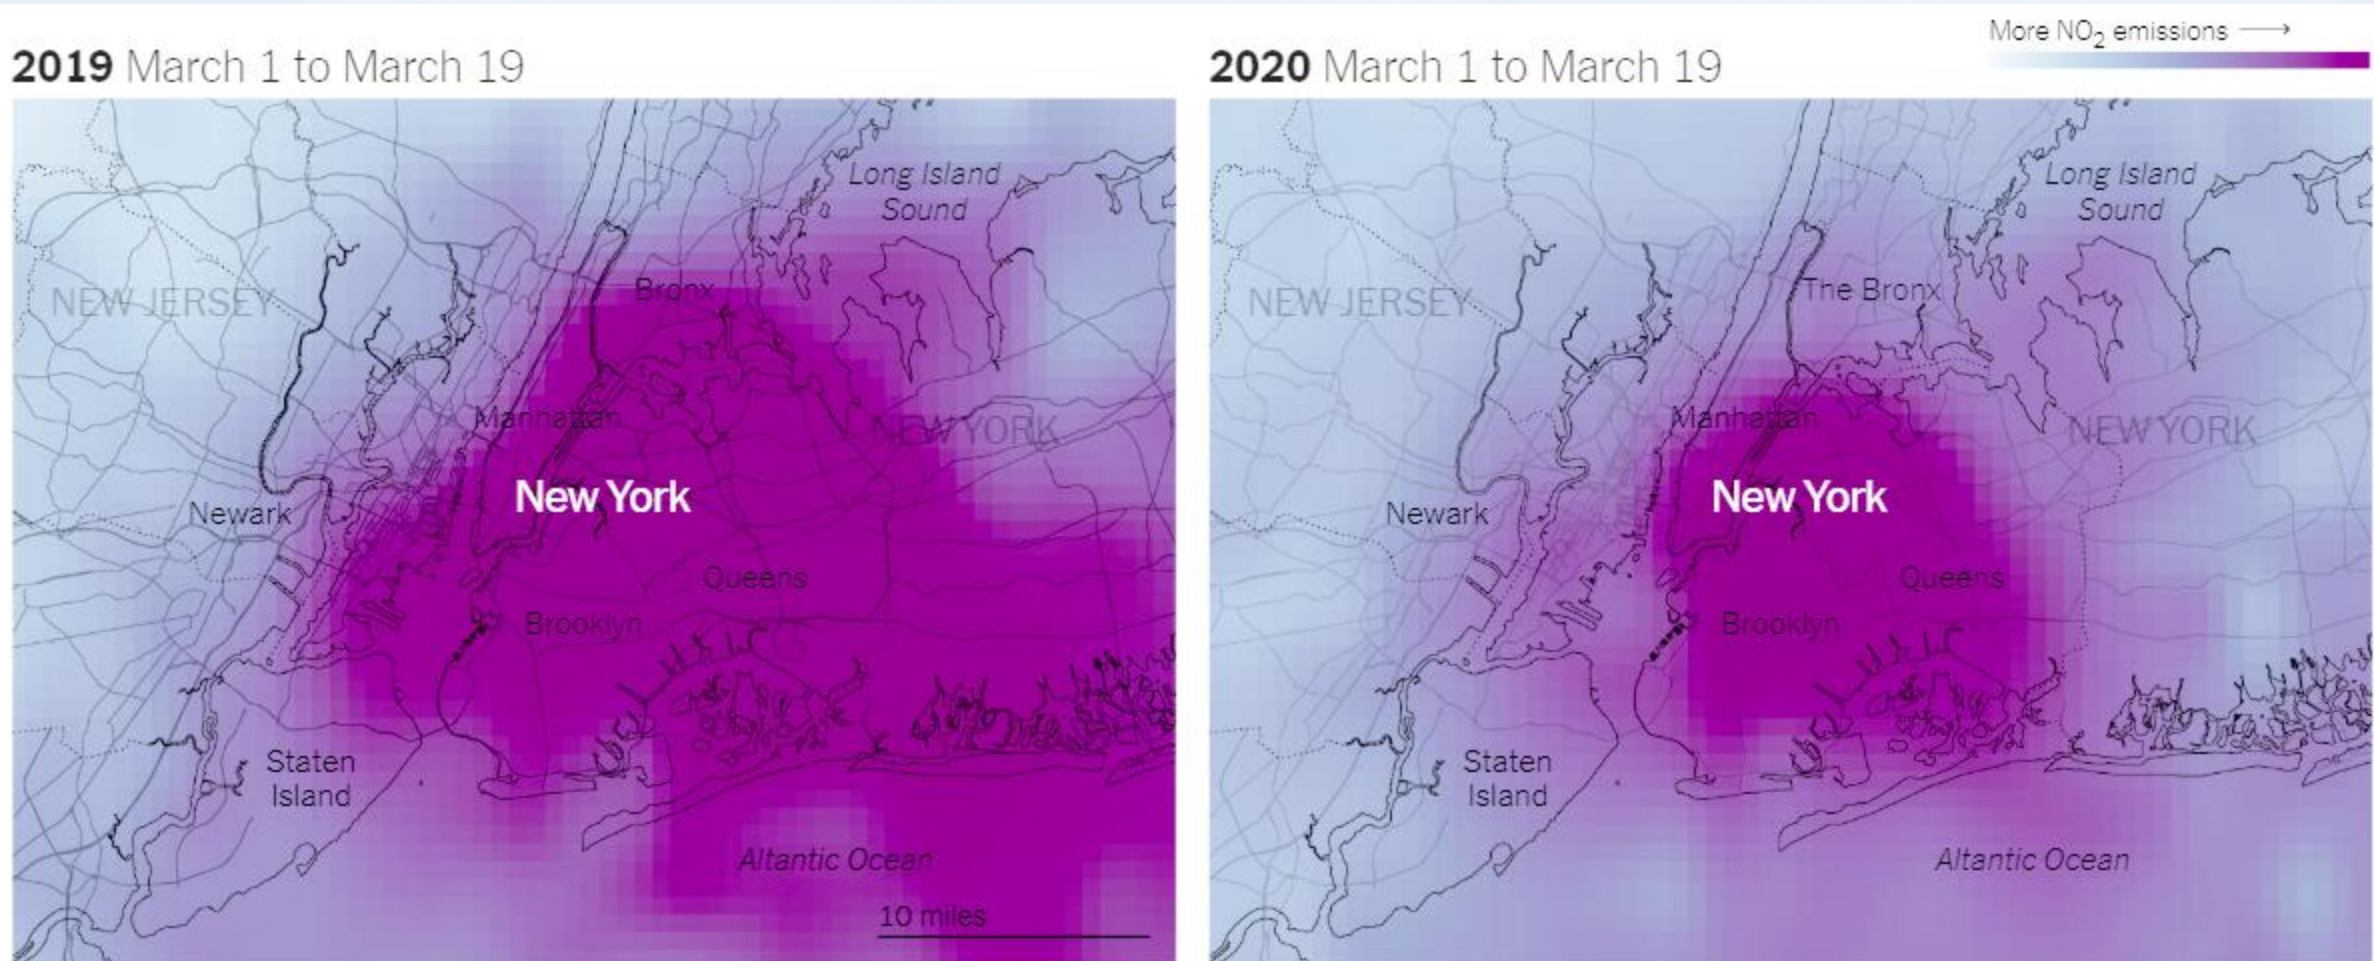 More NO₂ emissions
2019 March 1 to March 19
2020 March 1 to March 19
Long Island
Sound
NEW JERSEY
Bronx
Manhattan
NEW YORK
New York
Newark
Queens
Brooklyn
Staten
Island
Altantic Ocean
10 miles
Long Island
Sound
NEW JERSEY
The Bronx
Manhattan
NEW YORK
New York
Newark
Queens
Brooklyn
Staten
Island
Altantic Ocean